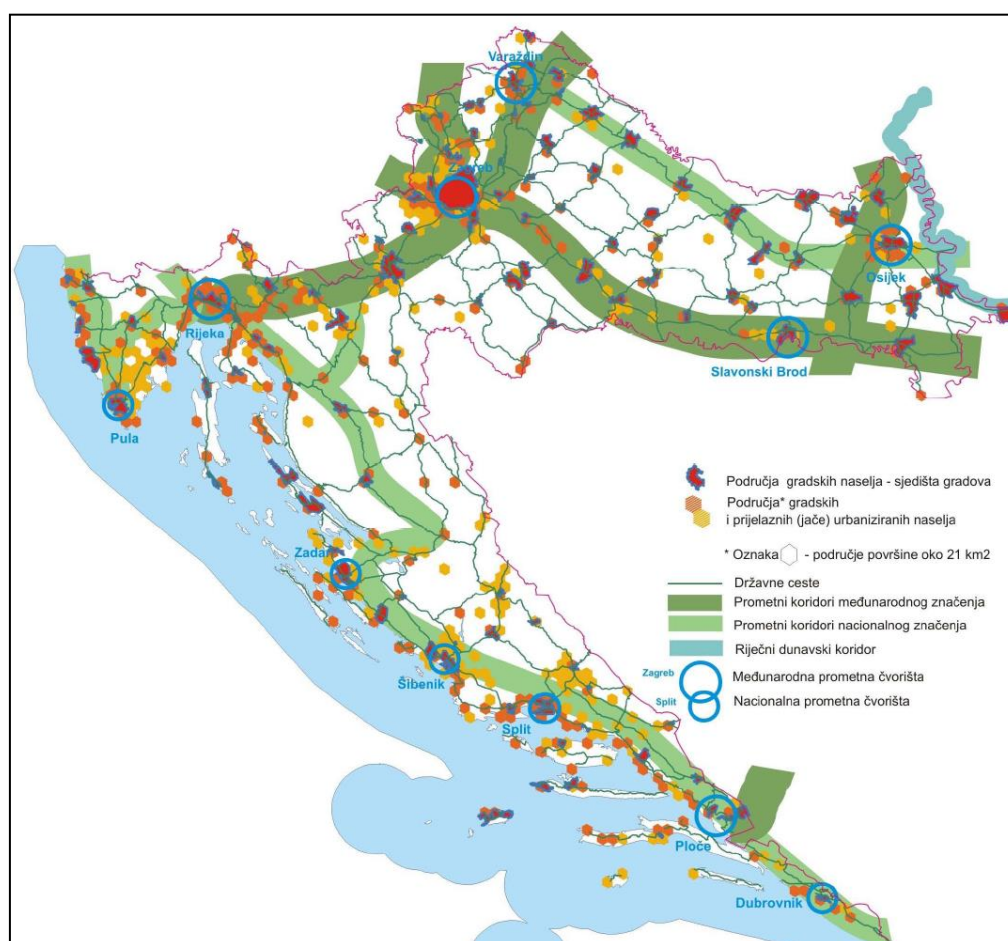 Varaždin
Zagreb
Osijek
Rijeka
Slavonski Brod
Pula
Zadar
Šibenik
Split
Ploče
Dubrovnik
Područja gradskih naselja - sjedišta gradova
Područja* gradskih
i prijelaznih (jače) urbaniziranih naselja
* Oznaka - područje površine oko 21 km2
Državne ceste
Prometni koridori međunarodnog značenja
Prometni koridori nacionalnog značenja
Riječni dunavski koridor
Zagreb Međunarodna prometna čvorišta
Split Nacionalna prometna čvorišta